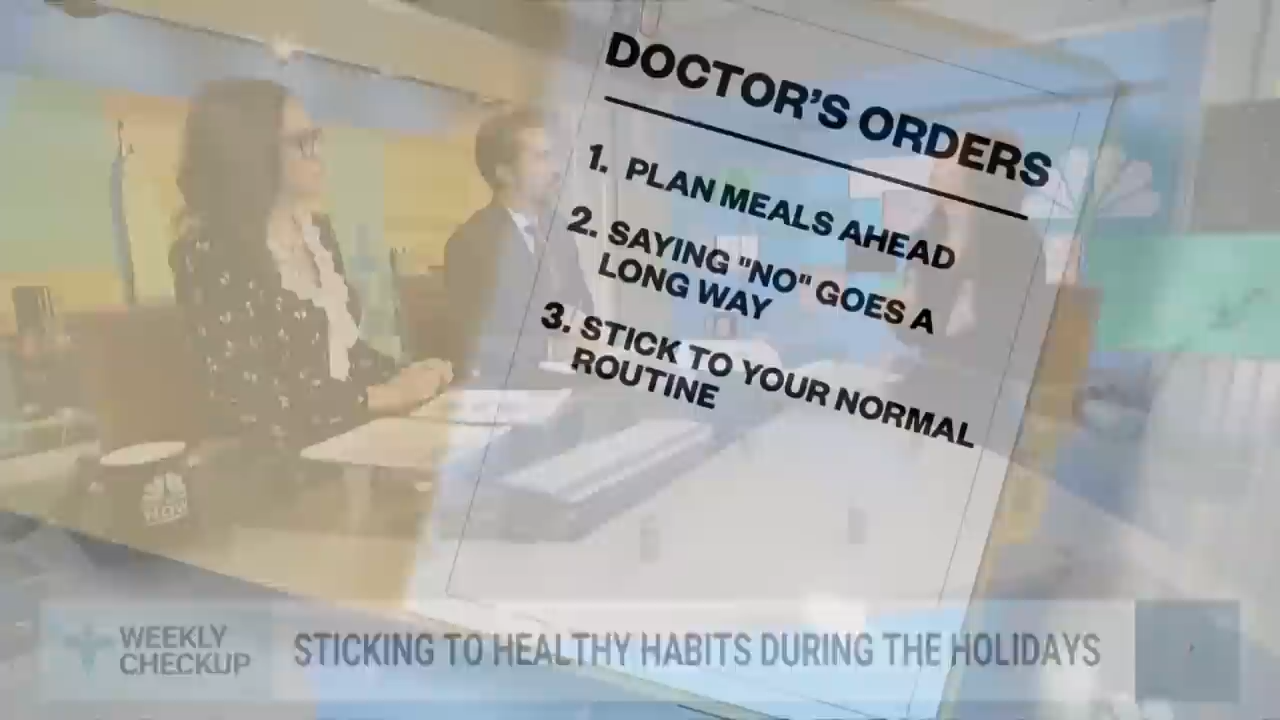 DOCTOR'S ORDERS
1. PLAN MEALS AHEAD
2. SAYING "NO" GOES A
LONG WAY
3. STICK TO YOUR NORMAL
ROUTINE
WEEKLY
CHECKUP
STICKING TO HEALTHY HABITS DURING THE HOLIDAYS